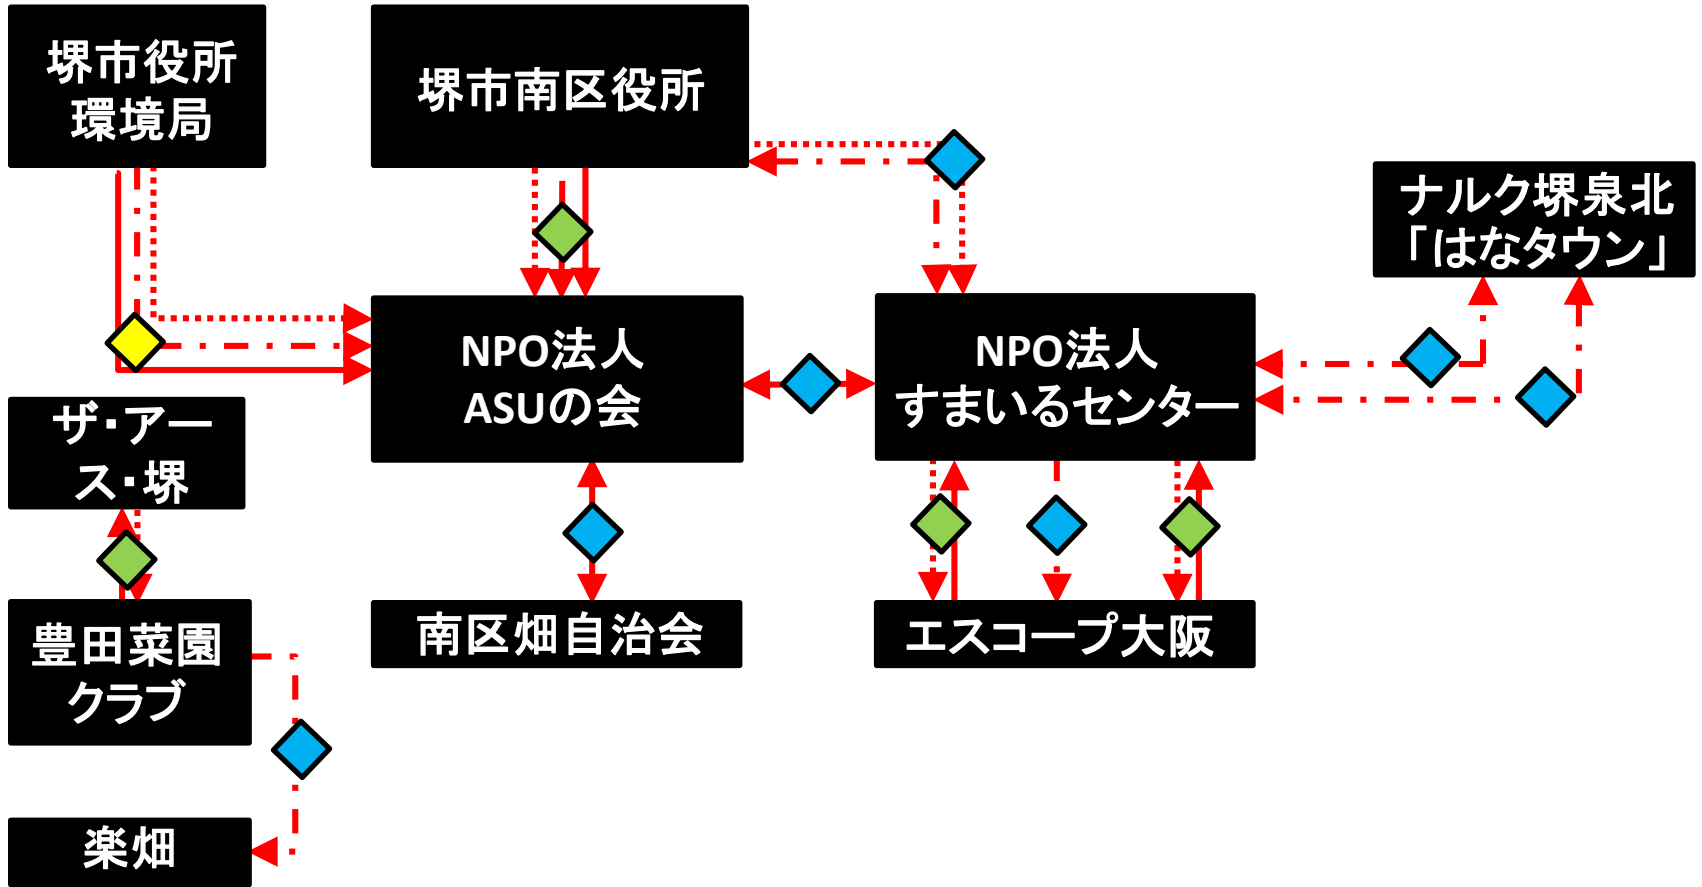 堺市役所
環境局
堺市南区役所
ナルク堺泉北
「はなタウン」
NPO法人
ASUの会
NPO法人
すまいるセンター
ザ・アー
ス・堺
豊田菜園
クラブ
南区畑自治会
エスコープ大阪
楽畑